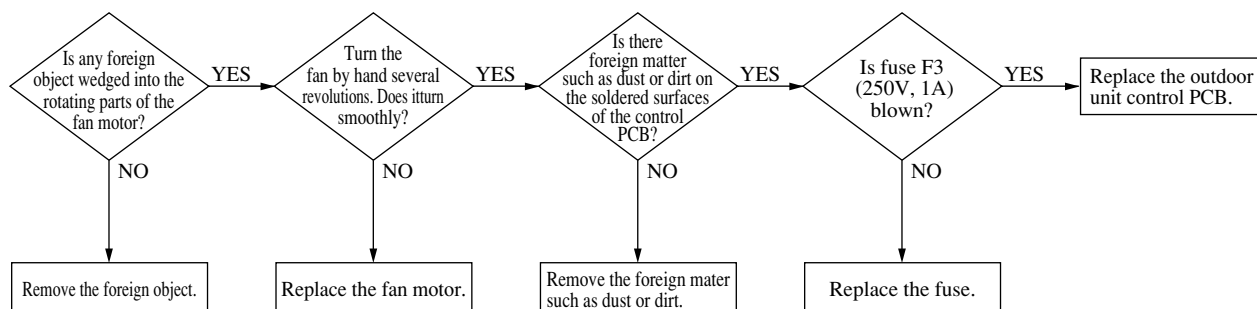 Is any foreign
object wedged into the
rotating parts of the
fan motor?
YES
NO
Remove the foreign object.
Turn the
fan by hand several
revolutions. Does itturn
smoothly?
YES
NO
Replace the fan motor.
Is there
foreign matter
such as dust or dirt on
the soldered surfaces
of the control
PCB?
YES
NO
Remove the foreign mater
such as dust or dirt.
Is fuse F3
(250V, 1A)
blown?
YES
NO
Replace the fuse.
Replace the outdoor
unit control PCB.